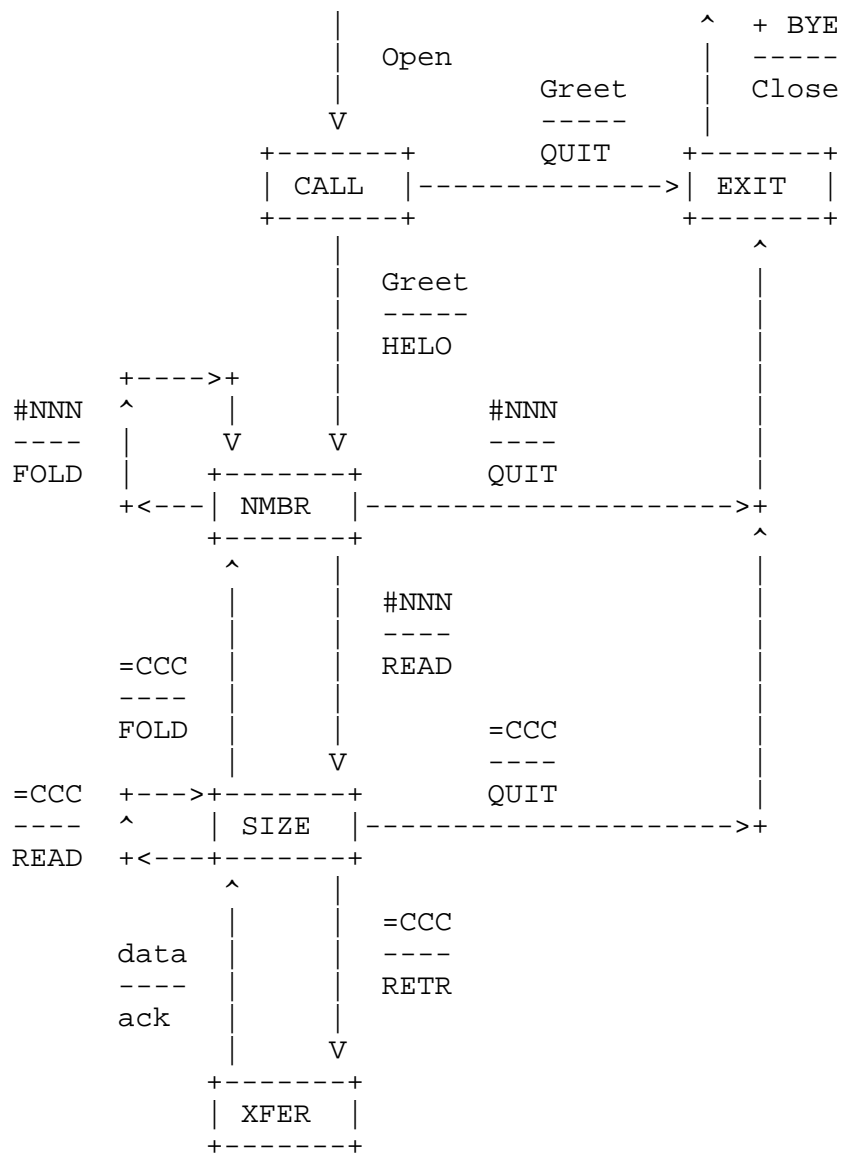 + BYE
Open
-----
Greet
Close
-----
QUIT
CALL
EXIT
Greet
-----
HELO
#NNN
#NNN
----
----
FOLD
QUIT
NMBR
#NNN
----
=CCC
READ
----
FOLD
=CCC
----
=CCC
QUIT
----
SIZE
READ
=CCC
data
----
----
RETR
ack
XFER